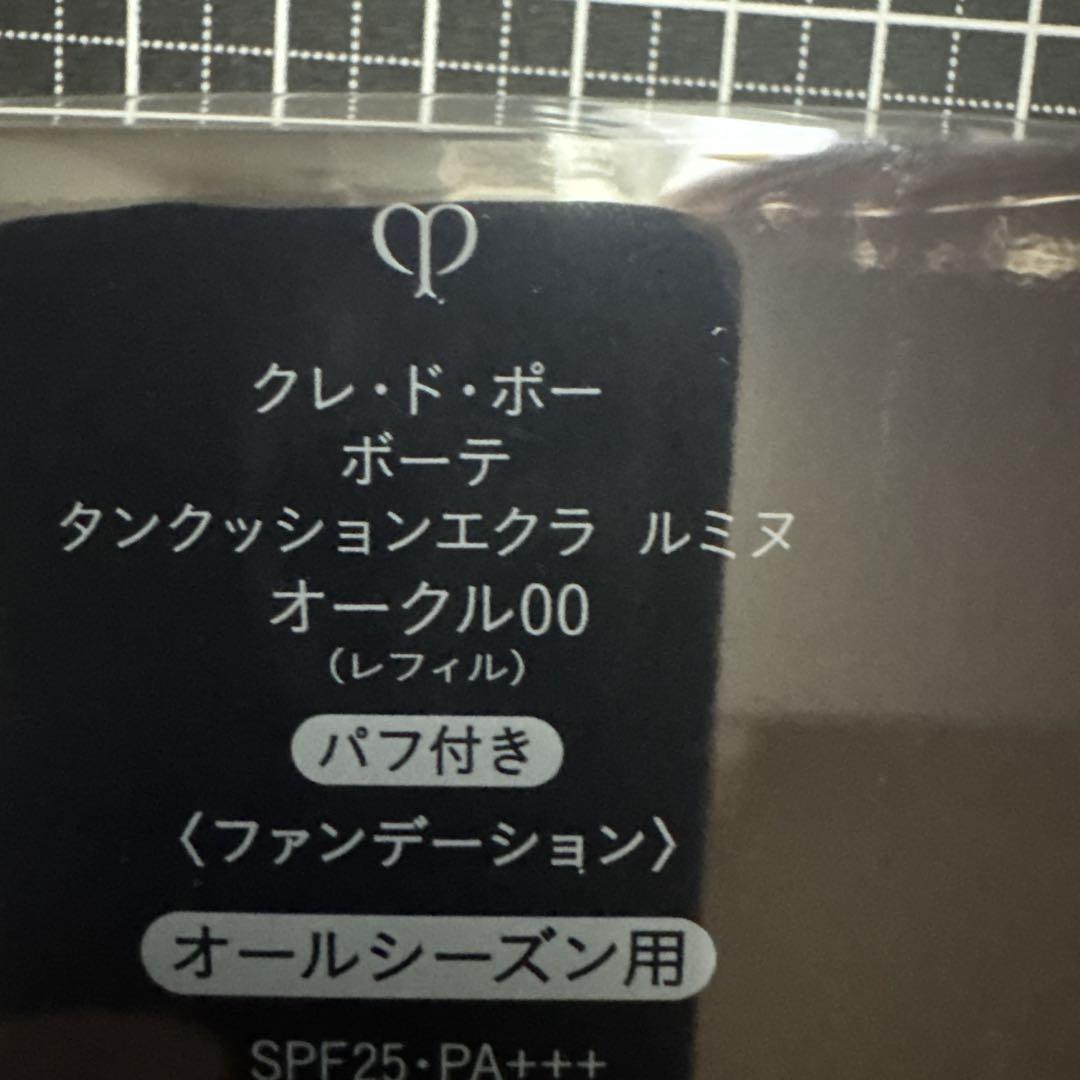 クレ・ド・ポー
ボーテ
タンクッションエクラ ルミヌ
オークル00
(レフィル)
パフ付き
〈ファンデーション〉
オールシーズン用
SPF25・PA+++